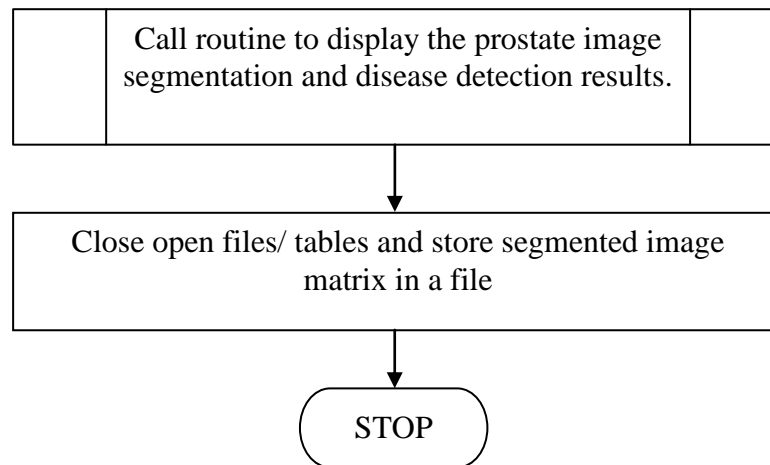 Call routine to display the prostate image
segmentation and disease detection results.
Close open files/ tables and store segmented image
matrix in a file
STOP